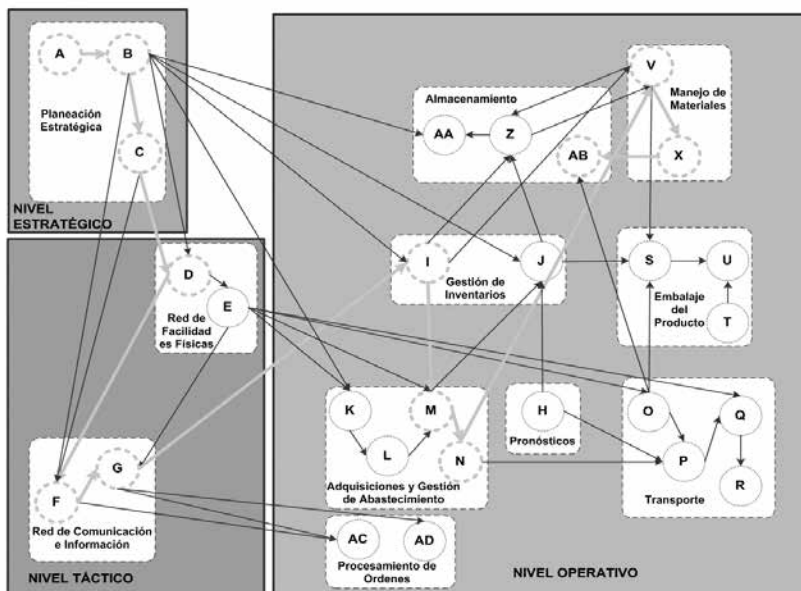 A
B
Planeación
Estratégica
C
NIVEL
ESTRATÉGICO
D
E
Red de
Facilidad
es Físicas
F
G
Red de Comunicación
e Información
NIVEL TÁCTICO
Almacenamiento
AA
Z
AB
V
Manejo de
Materiales
X
I
J
Gestión de
Inventarios
S
U
Embalaje
del
Producto
T
K
M
L
N
Adquisiciones y Gestión
de Abastecimiento
H
Pronósticos
O
Q
P
R
Transporte
AC
AD
Procesamiento de
Ordenes
NIVEL OPERATIVO